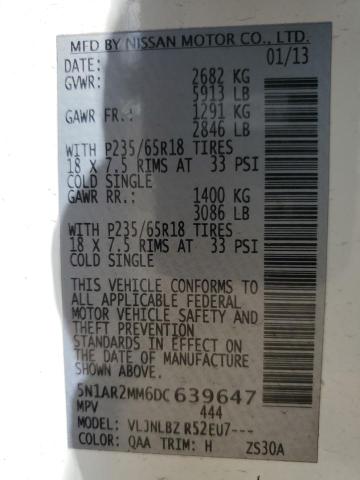 MFD BY NISSAN MOTOR CO., LTD.
DATE: 01/13
GVWR: 2682 KG
5913 LB
GAWR FR.: 1291 KG
2846 LB
WITH P235/65R18 TIRES
18 X 7.5 RIMS AT 33 PSI
COLD SINGLE
GAWR RR.: 1400 KG
3086 LB
WITH P235/65R18 TIRES
18 X 7.5 RIMS AT 33 PSI
COLD SINGLE
THIS VEHICLE CONFORMS TO
ALL APPLICABLE FEDERAL
MOTOR VEHICLE SAFETY AND
THEFT PREVENTION
STANDARDS IN EFFECT ON
THE DATE OF MANUFACTURE
SHOWN ABOVE.
5N1AR2MM6DC 639647
MPV 444
MODEL: VLJNLBZ R52EU7---
COLOR: QAA TRIM: H ZS30A